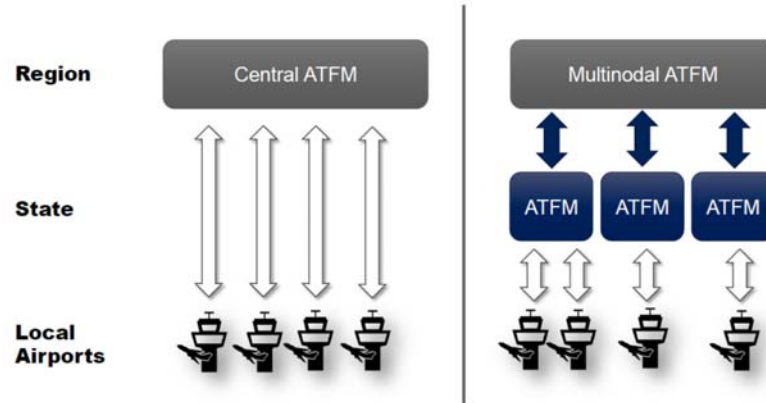 Region
Central ATFM
Multinodal ATFM
State
ATFM
ATFM
ATFM
Local
Airports